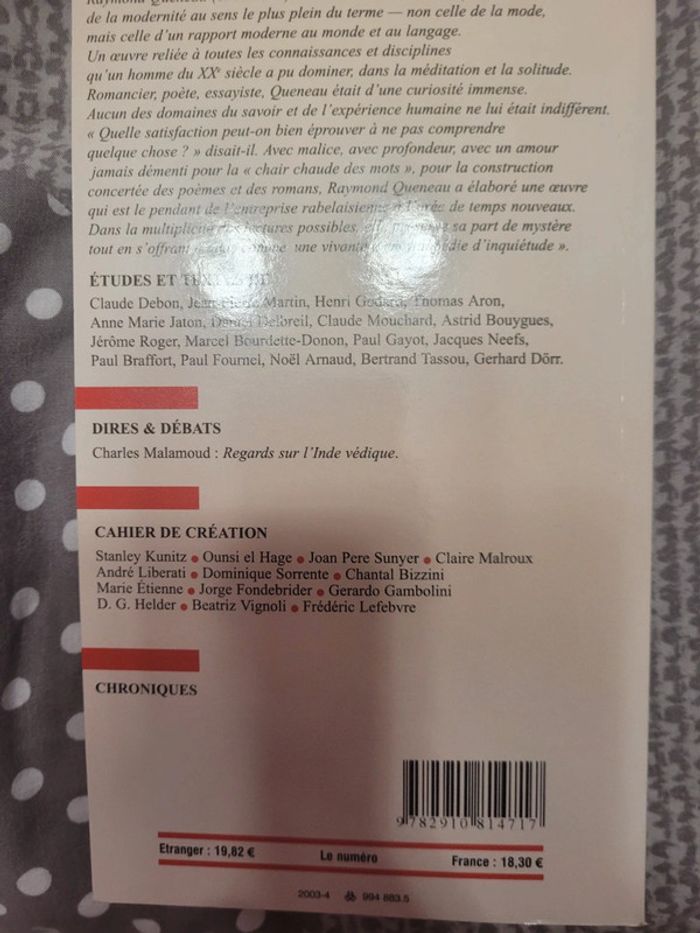 Raymond Queneau
de la modernité au sens le plus plein du terme — non celle de la mode,
mais celle d'un rapport moderne au monde et au langage.
Un œuvre reliée à toutes les connaissances et disciplines
qu'un homme du XXe siècle a pu dominer, dans la méditation et la solitude.
Romancier, poète, essayiste, Queneau était d'une curiosité immense.
Aucun des domaines du savoir et de l'expérience humaine ne lui était indifférent.
« Quelle satisfaction peut-on bien éprouver à ne pas comprendre
quelque chose ? » disait-il. Avec malice, avec profondeur, avec un amour
jamais démenti pour la « chair chaude des mots », pour la construction
concertée des poèmes et des romans, Raymond Queneau a élaboré une œuvre
qui est le pendant de l'entreprise rabelaisienne à l'orée de temps nouveaux.
Dans la multiplicité des lectures possibles, sa part de mystère
tout en s'offrant comme une vivante d'inquiétude ».
ÉTUDES ET TEXTES DE
Claude Debon, Jean-Pierre Martin, Henri Godard, Thomas Aron,
Anne Marie Jaton, Daniel Delbreil, Claude Mouchard, Astrid Bouygues,
Jérôme Roger, Marcel Bourdette-Donon, Paul Gayot, Jacques Neefs,
Paul Braffort, Paul Fournel, Noël Arnaud, Bertrand Tassou, Gerhard Dörr.
DIRES & DÉBATS
Charles Malamoud : Regards sur l'Inde védique.
CAHIER DE CRÉATION
Stanley Kunitz ● Ounsi el Hage ● Joan Pere Sunyer ● Claire Malroux
André Liberati ● Dominique Sorrente ● Chantal Bizzini
Marie Étienne ● Jorge Fondebrider ● Gerardo Gambolini
D. G. Helder ● Beatriz Vignoli ● Frédéric Lefebvre
CHRONIQUES
9 782910 814717
Etranger : 19,82 € Le numéro France : 18,30 €
2003-4 994 883.5